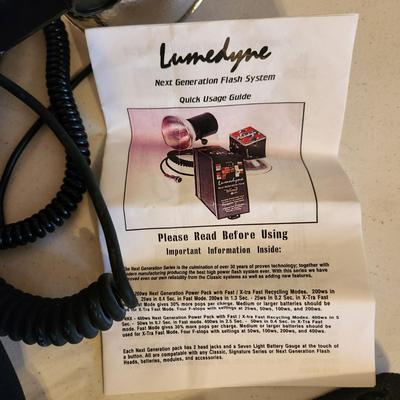 Lumedyne
Next Generation Flash System
Quick Usage Guide
Lumedyne
Please Read Before Using
Important Information Inside:
The Next Generation Series is the culmination of over 30 years of proven technology; together with
modern manufacturing producing the best high power flash system ever. With this series we have
improved even our own reliability from the Classic systems as well as adding new features.
200ws Next Generation Power Pack with Fast / X-tra Fast Recycling Modes. 200ws in
25ws in 0.4 Sec. in Fast Mode. 200ws in 1.3 Sec. - 25ws in 0.2 Sec. in X-Tra Fast
Fast Mode gives 30% more pops per charge. Medium or larger batteries should be
used for X-Tra Fast Mode. Four f-stops with settings at 25ws, 50ws, 100ws, and 200ws.
- 400ws Next Generation Power Pack with Fast / X-tra Fast Recycling Modes. 400ws in 5
Sec. - 50ws in 0.7 Sec. in Fast mode. 400ws in 2.5 Sec. - 50ws in 0.4 Sec. in X-Tra Fast
mode. Fast Mode gives 30% more pops per charge. Medium or larger batteries should be
used for X-Tra Fast Mode. Four f-stops with settings at 50ws, 100ws, 200ws, and 400ws.
Each Next Generation pack has 2 head jacks and a Seven Light Battery Gauge at the touch of
a button. All are compatable with any Classic, Signature Series or Next Generation Flash
Heads, batteries, modules, and accessories.